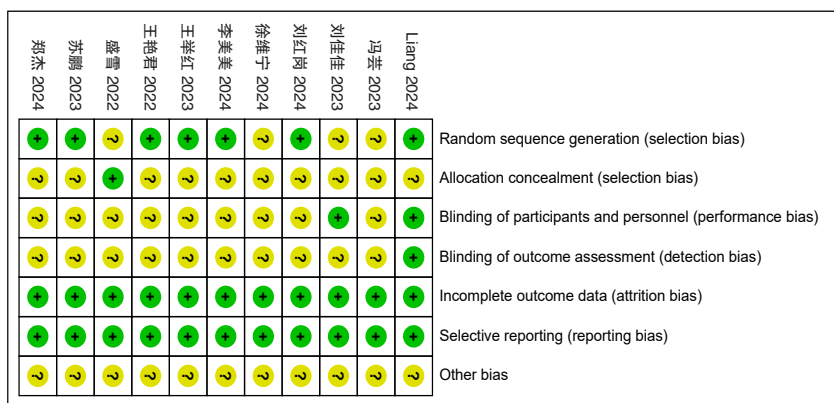 郑杰 2024
苏鹏 2023
盛雪 2022
王艳君 2022
王举红 2023
李美美 2024
徐维宁 2024
刘红岗 2024
刘佳佳 2023
冯芸 2023
Liang 2024
+ + ? + + + ? + ? ? + Random sequence generation (selection bias)
? ? + ? ? ? ? ? ? ? ? Allocation concealment (selection bias)
? ? ? ? ? ? ? ? + ? + Blinding of participants and personnel (performance bias)
? ? ? ? ? ? ? ? ? ? + Blinding of outcome assessment (detection bias)
+ + + + + + + + + + + Incomplete outcome data (attrition bias)
+ + + + + + + + + + + Selective reporting (reporting bias)
? ? ? ? ? ? ? ? ? ? ? Other bias